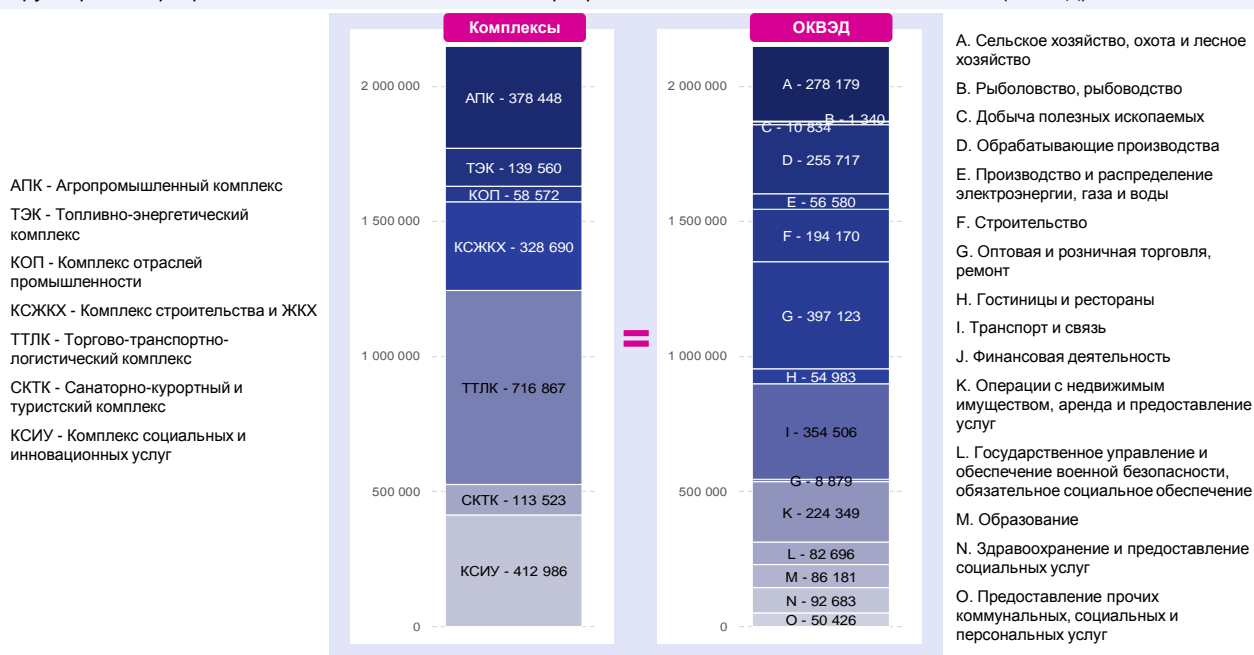 Комплексы
ОКВЭД
2 000 000
1 500 000
1 000 000
500 000
0
АПК - 378 448
ТЭК - 139 560
КОП - 58 572
КСЖКХ - 328 690
ТТЛК - 716 867
СКТК - 113 523
КСИУ - 412 986
=
2 000 000
1 500 000
1 000 000
500 000
0
A - 278 179
B - 1 340
C - 10 834
D - 255 717
E - 56 580
F - 194 170
G - 397 123
H - 54 983
I - 354 506
G - 8 879
K - 224 349
L - 82 696
M - 86 181
N - 92 683
O - 50 426
АПК - Агропромышленный комплекс
ТЭК - Топливно-энергетический
комплекс
КОП - Комплекс отраслей
промышленности
КСЖКХ - Комплекс строительства и ЖКХ
ТТЛК - Торгово-транспортно-
логистический комплекс
СКТК - Санаторно-курортный и
туристский комплекс
КСИУ - Комплекс социальных и
инновационных услуг
A. Сельское хозяйство, охота и лесное
хозяйство
B. Рыболовство, рыбоводство
C. Добыча полезных ископаемых
D. Обрабатывающие производства
E. Производство и распределение
электроэнергии, газа и воды
F. Строительство
G. Оптовая и розничная торговля,
ремонт
H. Гостиницы и рестораны
I. Транспорт и связь
J. Финансовая деятельность
K. Операции с недвижимым
имуществом, аренда и предоставление
услуг
L. Государственное управление и
обеспечение военной безопасности,
обязательное социальное обеспечение
M. Образование
N. Здравоохранение и предоставление
социальных услуг
O. Предоставление прочих
коммунальных, социальных и
персональных услуг